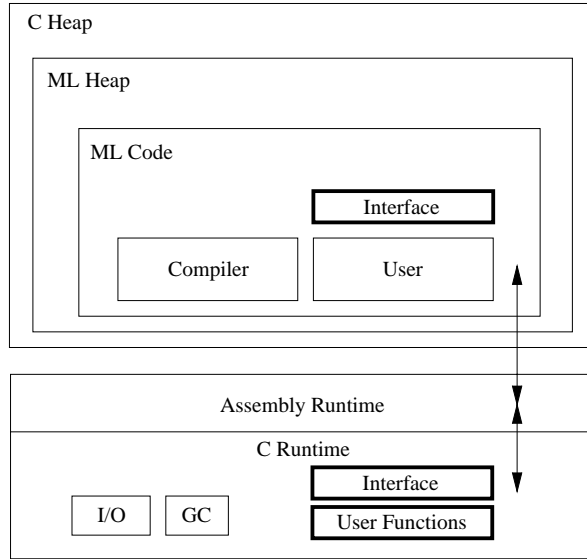 C Heap
ML Heap
ML Code
Interface
Compiler
User
Assembly Runtime
C Runtime
Interface
I/O
GC
User Functions